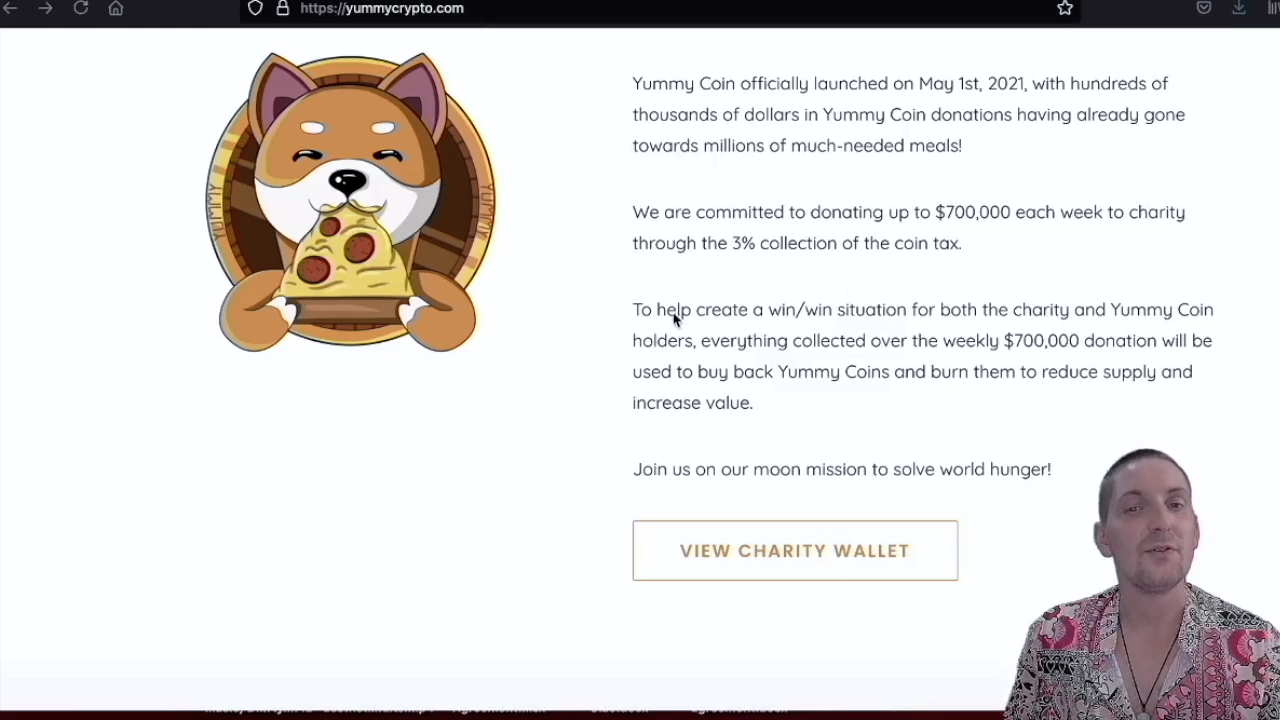 https://yummycrypto.com
YUMMY
YUMMY
Yummy Coin officially launched on May 1st, 2021, with hundreds of
thousands of dollars in Yummy Coin donations having already gone
towards millions of much-needed meals!
We are committed to donating up to $700,000 each week to charity
through the 3% collection of the coin tax.
To help create a win/win situation for both the charity and Yummy Coin
holders, everything collected over the weekly $700,000 donation will be
used to buy back Yummy Coins and burn them to reduce supply and
increase value.
Join us on our moon mission to solve world hunger!
VIEW CHARITY WALLET